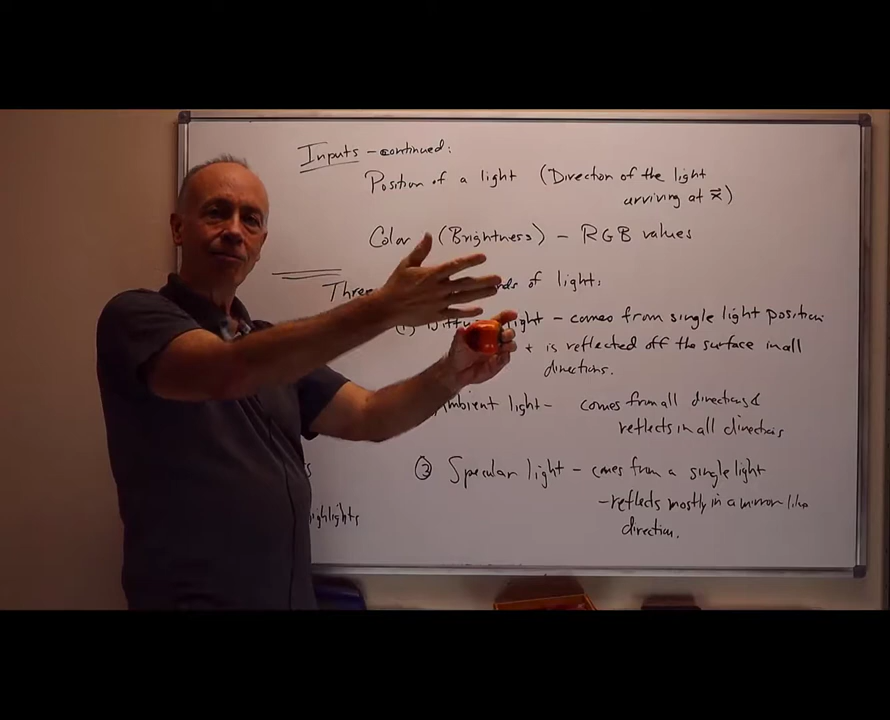 Inputs - continued:
Position of a light (Direction of the light
arriving at x⃗)
Color (Brightness) - RGB values
Three of light:
light - comes from single light position
+ is reflected off the surface in all
directions.
Ambient light - comes from all directions &
reflects in all directions
③ Specular light - comes from a single light
- reflects mostly in a mirror like
direction.